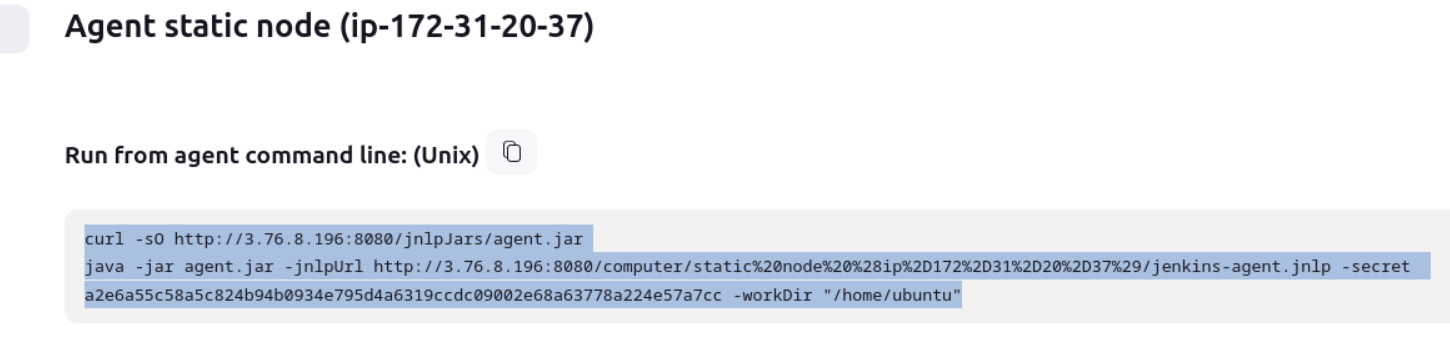 Agent static node (ip-172-31-20-37)
Run from agent command line: (Unix)
curl -sO http://3.76.8.196:8080/jnlpJars/agent.jar
java -jar agent.jar -jnlpUrl http://3.76.8.196:8080/computer/static%20node%20%28ip%2D172%2D31%2D20%2D37%29/jenkins-agent.jnlp -secret
a2e6a55c58a5c824b94b0934e795d4a6319ccdc09002e68a63778a224e57a7cc -workDir "/home/ubuntu"